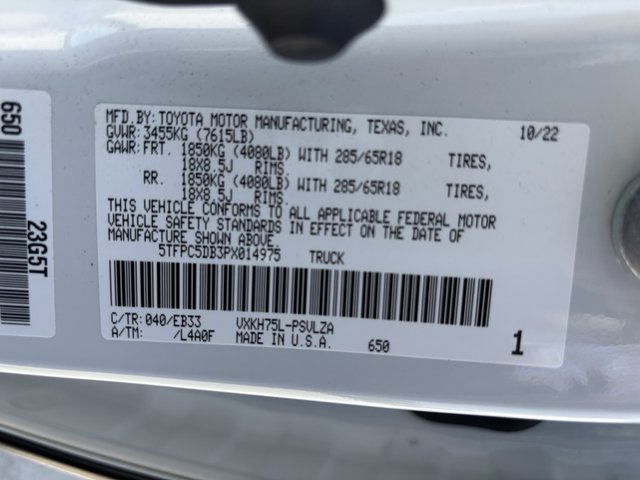 650 23G5T
MFD.BY: TOYOTA MOTOR MANUFACTURING, TEXAS, INC. 10/22
GVWR: 3455KG (7615LB)
GAWR: FRT. 1850KG (4080LB) WITH 285/65R18 TIRES,
18X8.5J RIMS.
RR. 1850KG (4080LB) WITH 285/65R18 TIRES,
18X8.5J RIMS.
THIS VEHICLE CONFORMS TO ALL APPLICABLE FEDERAL MOTOR
VEHICLE SAFETY STANDARDS IN EFFECT ON THE DATE OF
MANUFACTURE SHOWN ABOVE.
5TFPC5DB3PX014975 TRUCK
C/TR: 040/EB33 VXKH75L-PSVLZA
A/TM: /L4A0F MADE IN U.S.A. 650 1